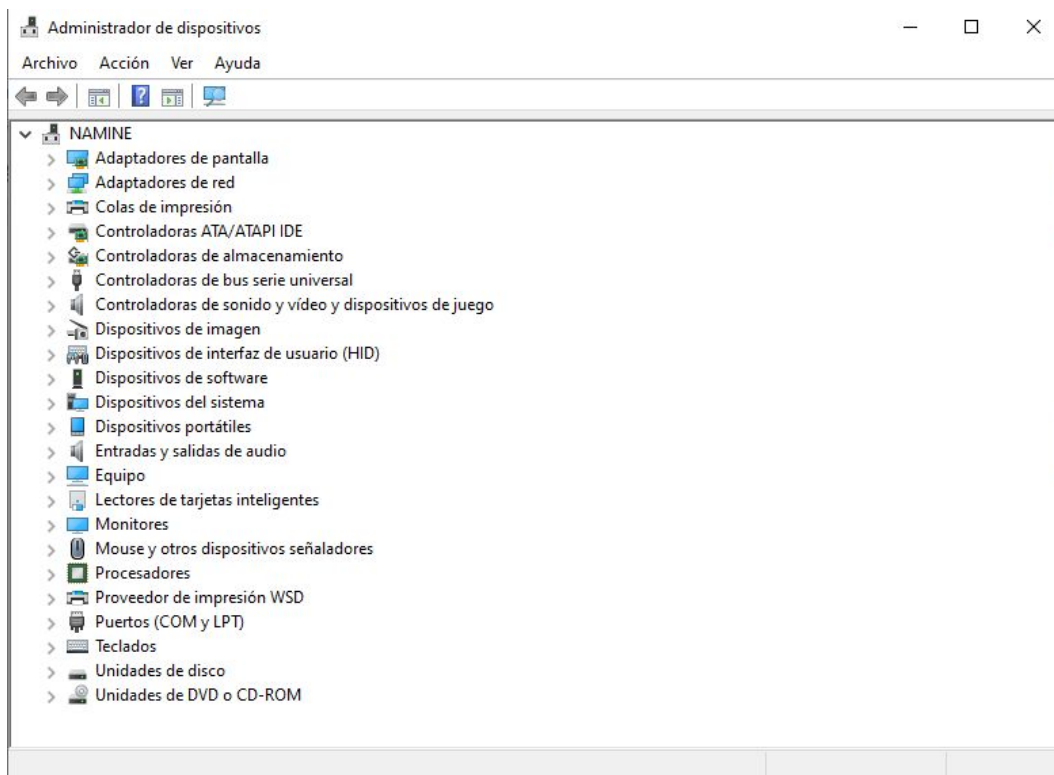 Administrador de dispositivos
Archivo Acción Ver Ayuda
NAMINE
Adaptadores de pantalla
Adaptadores de red
Colas de impresión
Controladoras ATA/ATAPI IDE
Controladoras de almacenamiento
Controladoras de bus serie universal
Controladoras de sonido y vídeo y dispositivos de juego
Dispositivos de imagen
Dispositivos de interfaz de usuario (HID)
Dispositivos de software
Dispositivos del sistema
Dispositivos portátiles
Entradas y salidas de audio
Equipo
Lectores de tarjetas inteligentes
Monitores
Mouse y otros dispositivos señaladores
Procesadores
Proveedor de impresión WSD
Puertos (COM y LPT)
Teclados
Unidades de disco
Unidades de DVD o CD-ROM